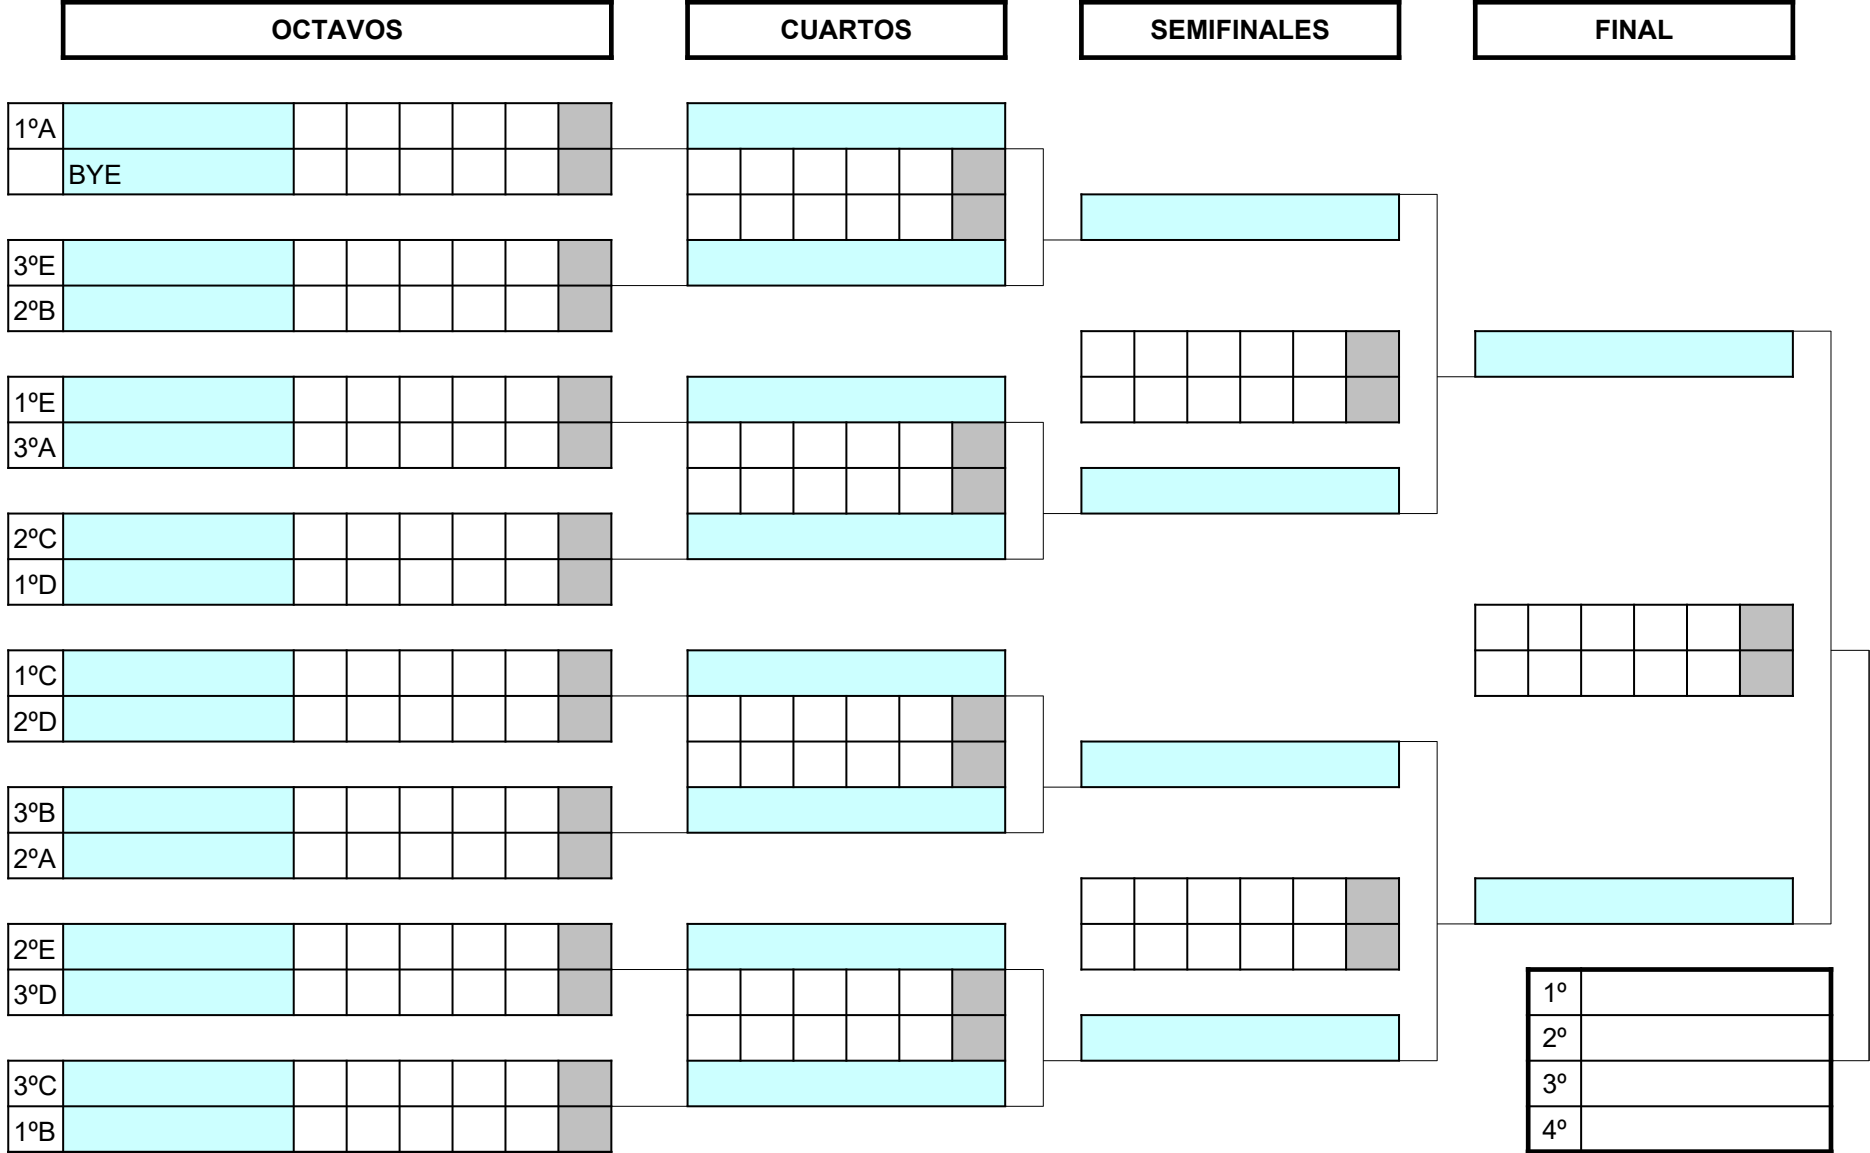 OCTAVOS CUARTOS SEMIFINALES FINAL
1ºA
BYE
3ºE
2ºB
1ºE
3ºA
2ºC
1ºD
1ºC
2ºD
3ºB
2ºA
2ºE
3ºD
3ºC
1ºB
1º
2º
3º
4º